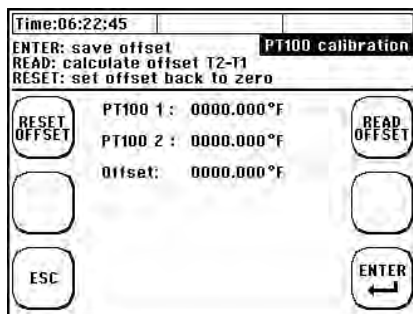 Time:06:22:45
ENTER: save offset
PT100 calibration
READ: calculate offset T2-T1
RESET: set offset back to zero
RESET OFFSET
PT100 1 : 0000.000°F
READ OFFSET
PT100 2 : 0000.000°F
Offset: 0000.000°F
ESC
ENTER